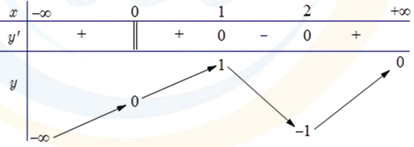 x −∞ 0 1 2 +∞
y' + + 0 − 0 +
y −∞ 0 1 −1 0